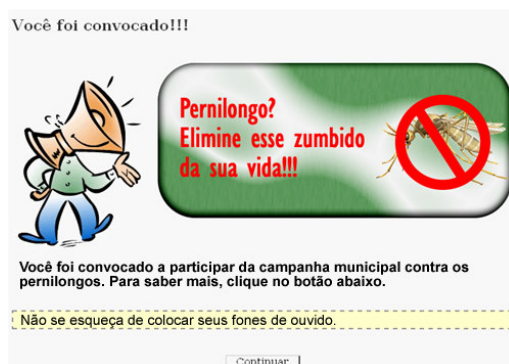 Você foi convocado!!!
Pernilongo?
Elimine esse zumbido
da sua vida!!!
Você foi convocado a participar da campanha municipal contra os
pernilongos. Para saber mais, clique no botão abaixo.
Não se esqueça de colocar seus fones de ouvido.
Continuar